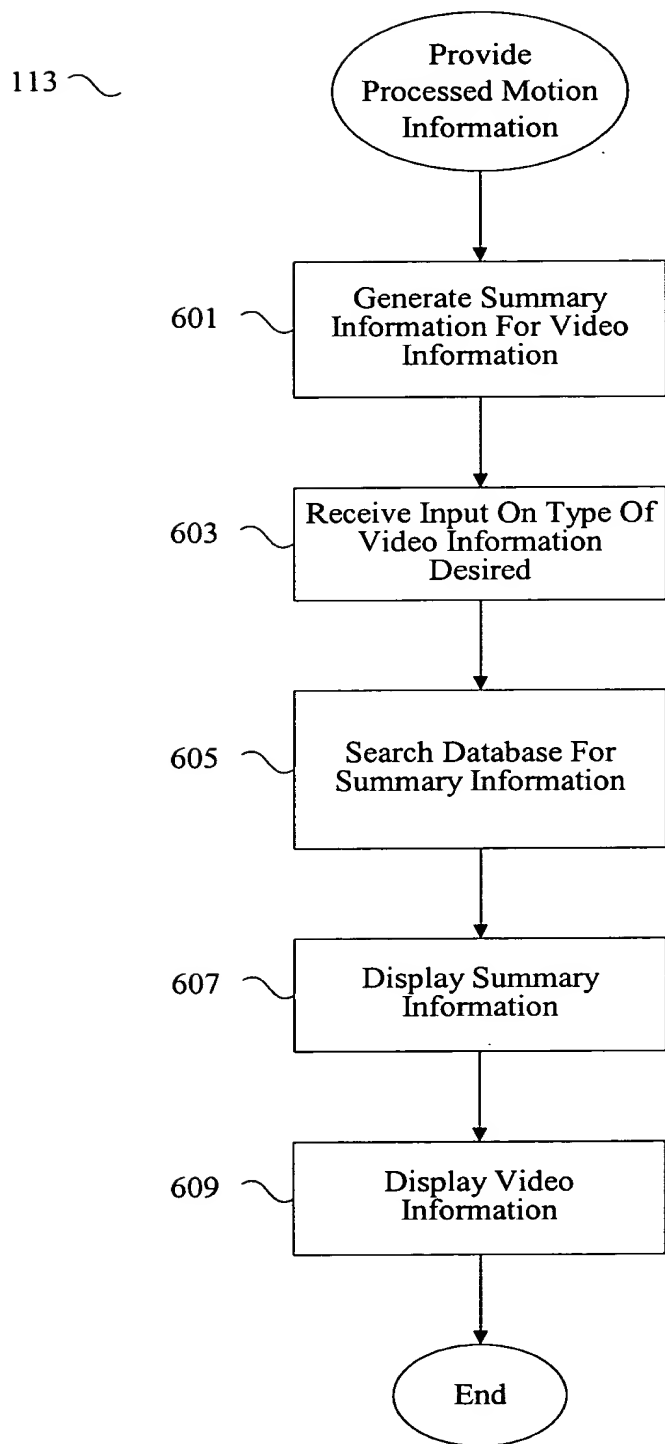 113
Provide
Processed Motion
Information
601
Generate Summary
Information For Video
Information
603
Receive Input On Type Of
Video Information
Desired
605
Search Database For
Summary Information
607
Display Summary
Information
609
Display Video
Information
End